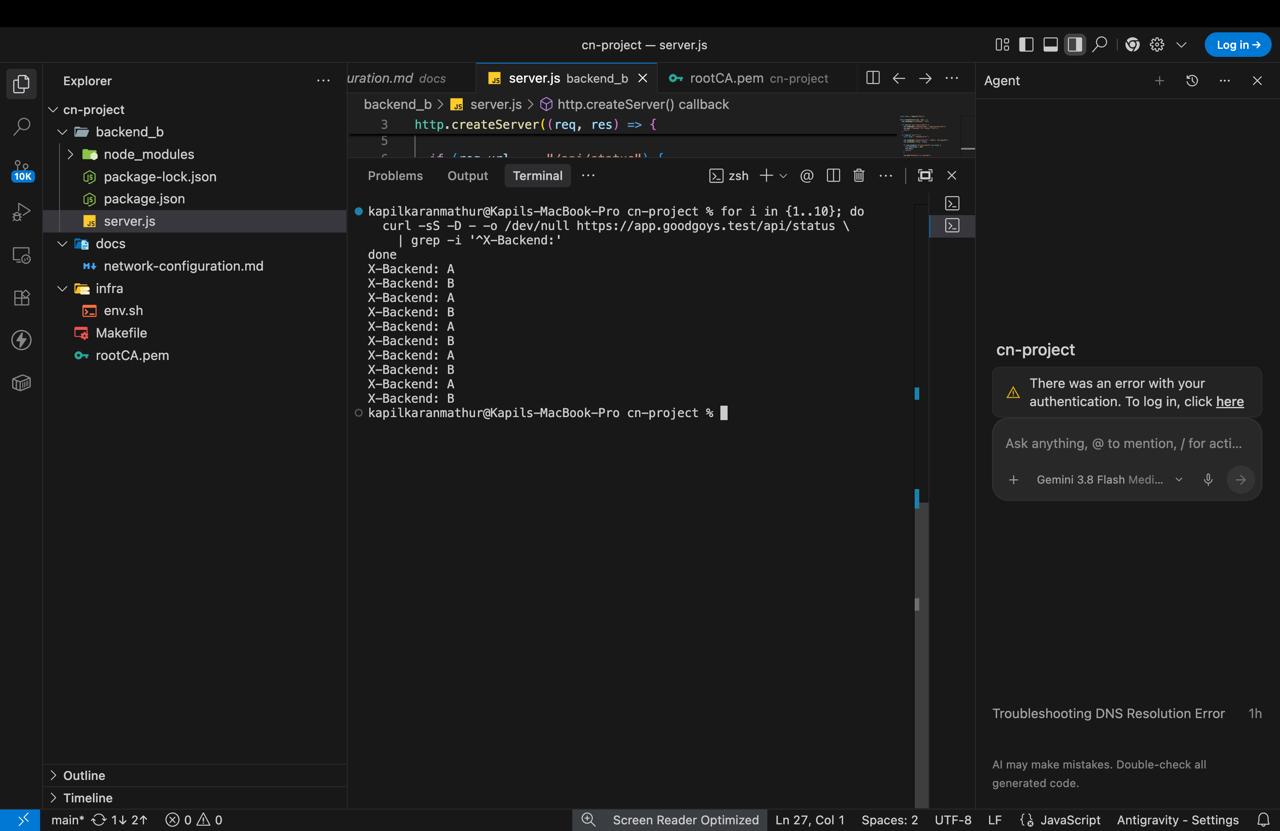 cn-project — server.js
Log in →
Explorer
cn-project
backend_b
node_modules
package-lock.json
package.json
server.js
docs
network-configuration.md
infra
env.sh
Makefile
rootCA.pem
Outline
Timeline
10K
uration.md docs
server.js backend_b
rootCA.pem cn-project
backend_b > server.js > http.createServer() callback
3 http.createServer((req, res) => {
5
Problems
Output
Terminal
zsh
kapilkaranmathur@Kapils-MacBook-Pro cn-project % for i in {1..10}; do
curl -sS -D - -o /dev/null https://app.goodgoys.test/api/status \
| grep -i '^X-Backend:'
done
X-Backend: A
X-Backend: B
X-Backend: A
X-Backend: B
X-Backend: A
X-Backend: B
X-Backend: A
X-Backend: B
X-Backend: A
X-Backend: B
kapilkaranmathur@Kapils-MacBook-Pro cn-project %
Agent
cn-project
There was an error with your
authentication. To log in, click here
Ask anything, @ to mention, / for acti...
Gemini 3.8 Flash Medi...
Troubleshooting DNS Resolution Error 1h
AI may make mistakes. Double-check all
generated code.
main* 1↓ 2↑ 0 0
Screen Reader Optimized
Ln 27, Col 1
Spaces: 2
UTF-8
LF
JavaScript
Antigravity - Settings